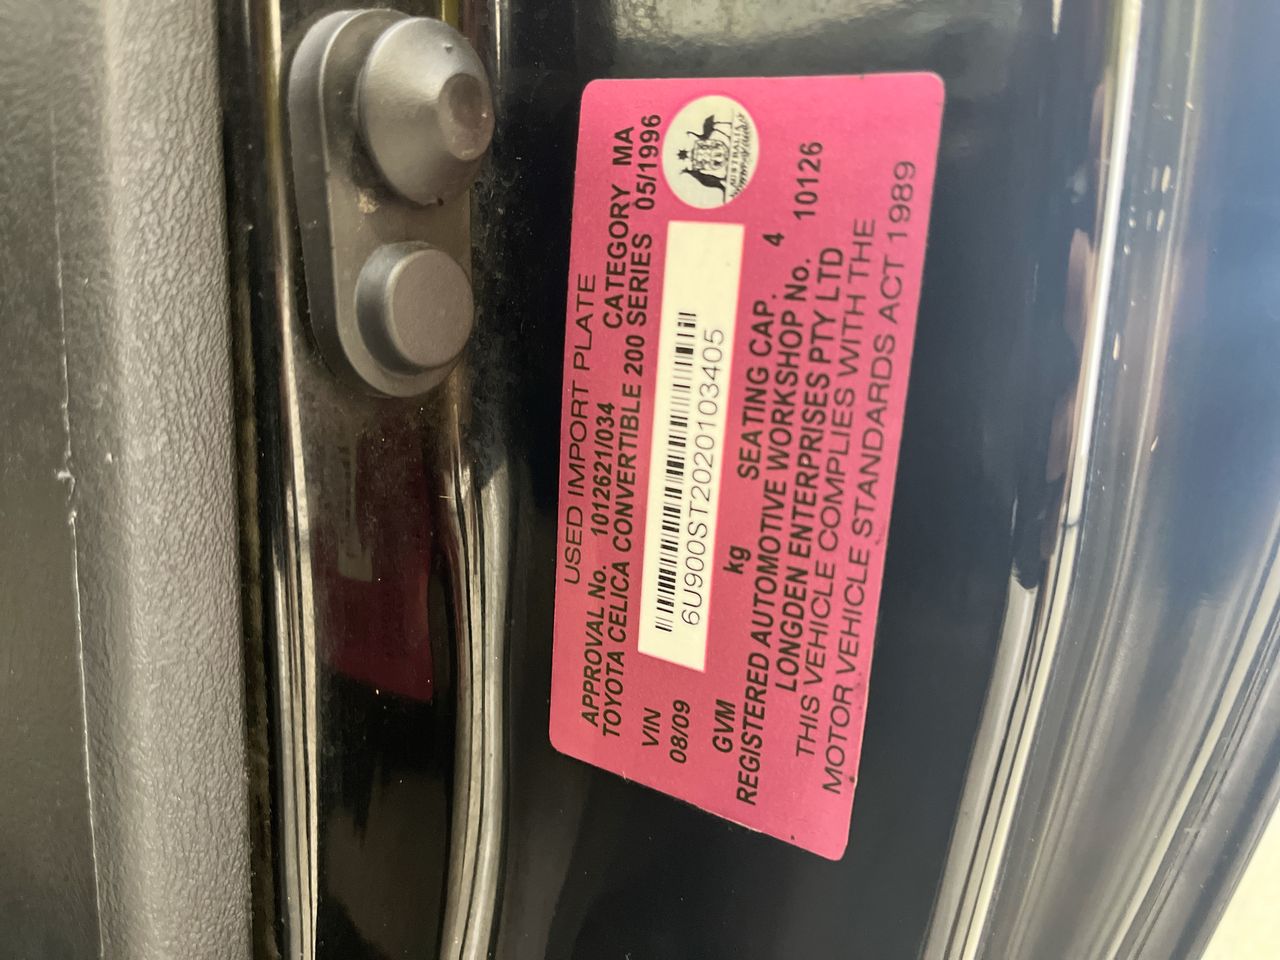 USED IMPORT PLATE
APPROVAL No. 1012621/034 CATEGORY MA
TOYOTA CELICA CONVERTIBLE 200 SERIES 05/1996
VIN 6U900ST2020103405
08/09
GVM kg SEATING CAP. 4
REGISTERED AUTOMOTIVE WORKSHOP No. 10126
LONGDEN ENTERPRISES PTY LTD
THIS VEHICLE COMPLIES WITH THE
MOTOR VEHICLE STANDARDS ACT 1989
AUSTRALIA